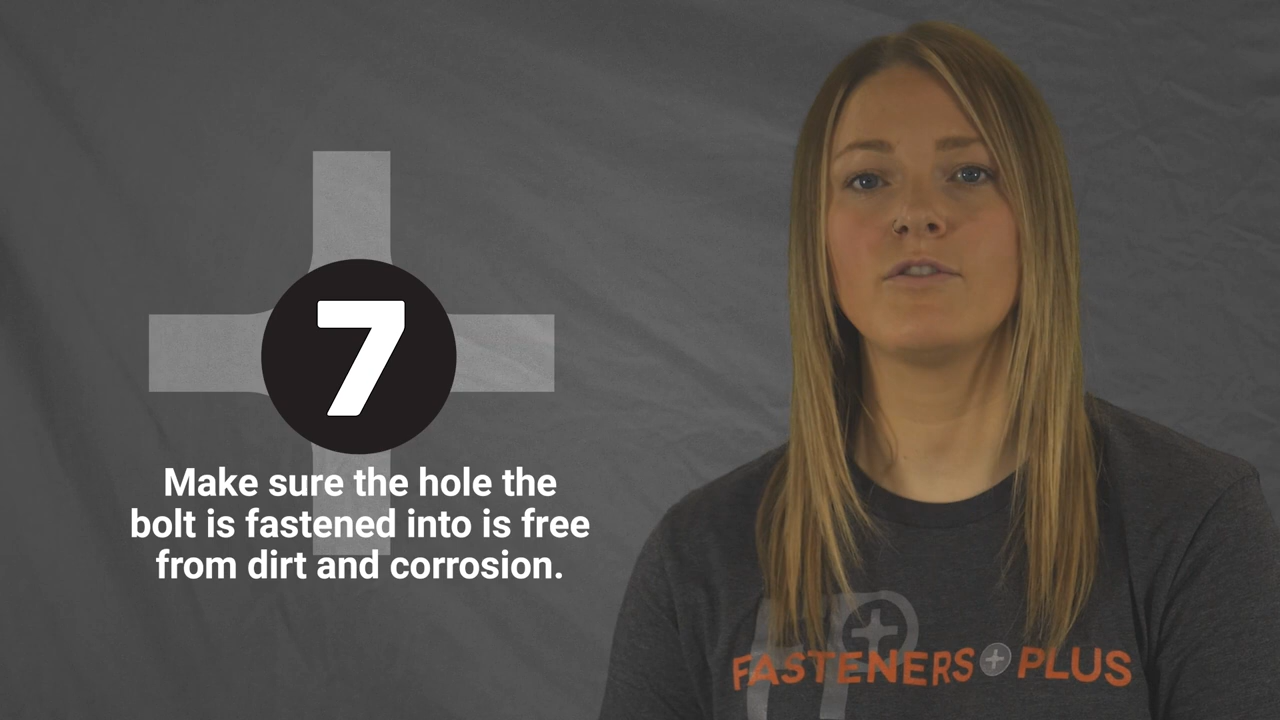 7
Make sure the hole the
bolt is fastened into is free
from dirt and corrosion.
FASTENERS PLUS